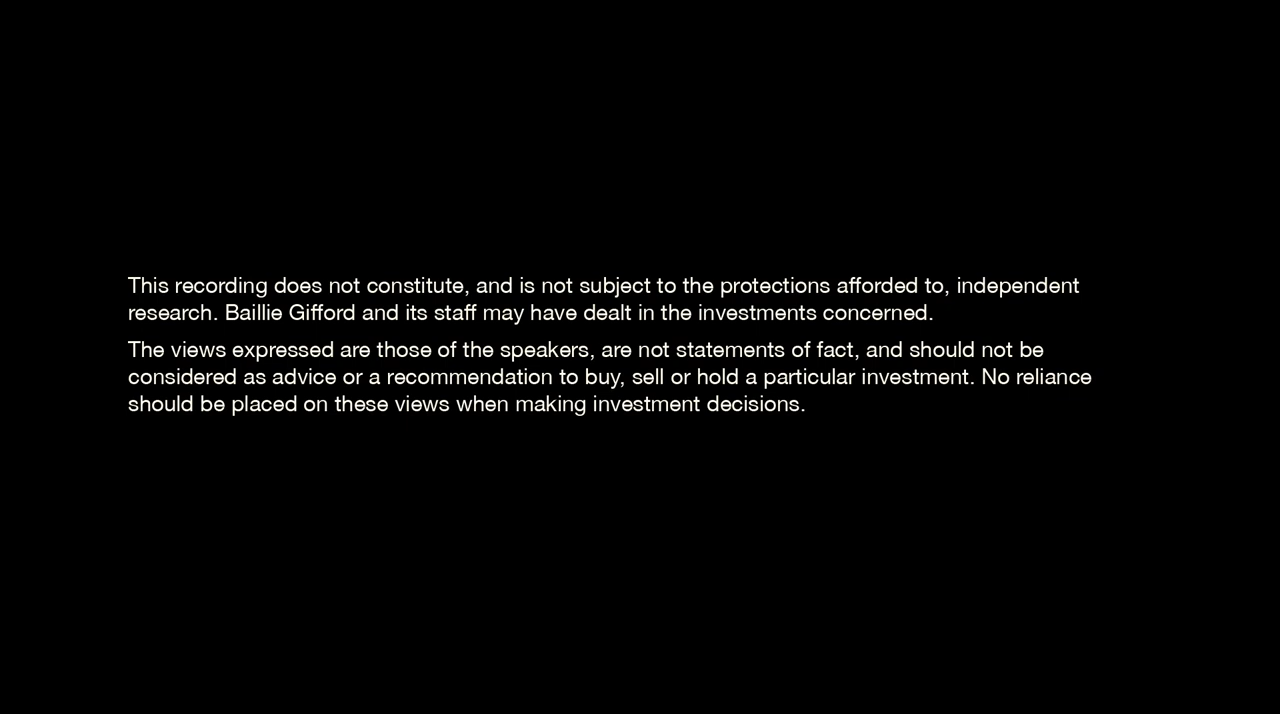 This recording does not constitute, and is not subject to the protections afforded to, independent
research. Baillie Gifford and its staff may have dealt in the investments concerned.
The views expressed are those of the speakers, are not statements of fact, and should not be
considered as advice or a recommendation to buy, sell or hold a particular investment. No reliance
should be placed on these views when making investment decisions.